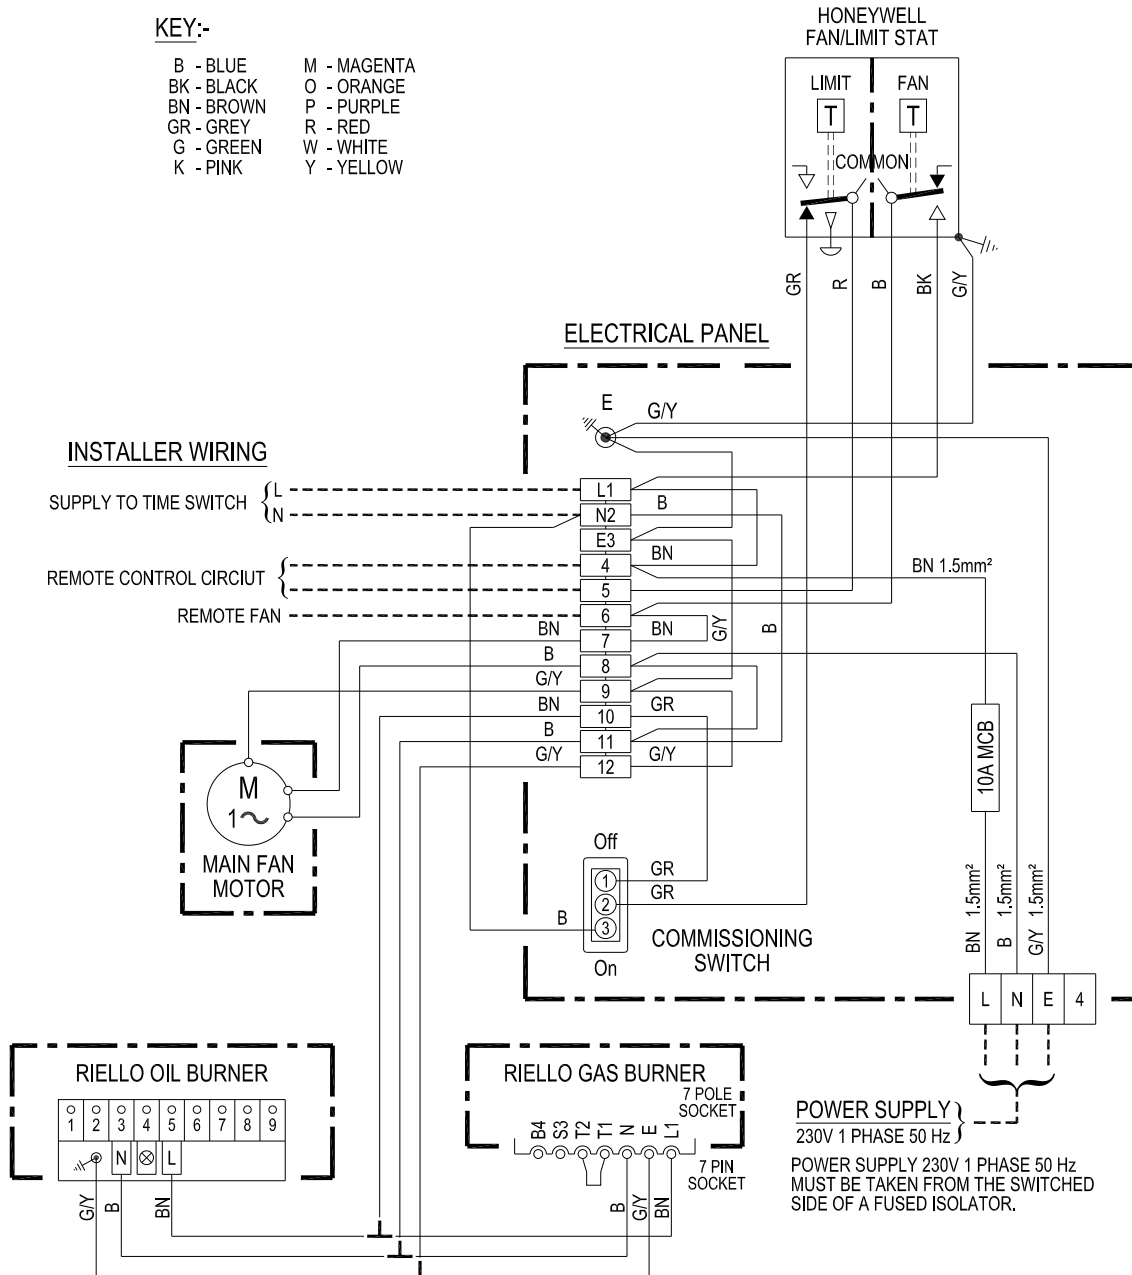 KEY:-
B - BLUE M - MAGENTA
BK - BLACK O - ORANGE
BN - BROWN P - PURPLE
GR - GREY R - RED
G - GREEN W - WHITE
K - PINK Y - YELLOW
HONEYWELL
FAN/LIMIT STAT
LIMIT FAN
T T
COMMON
GR R B BK G/Y
ELECTRICAL PANEL
E
G/Y
INSTALLER WIRING
SUPPLY TO TIME SWITCH
L
N
REMOTE CONTROL CIRCIUT
REMOTE FAN
L1
N2
E3
4
5
6
7
8
9
10
11
12
B
BN
BN
G/Y
B
GR
G/Y
BN
B
G/Y
BN
B
G/Y
BN 1.5mm²
10A MCB
M
1~
MAIN FAN
MOTOR
Off
1
2
3
On
GR
GR
B
COMMISSIONING
SWITCH
BN 1.5mm²
B 1.5mm²
G/Y 1.5mm²
L N E 4
RIELLO OIL BURNER
1 2 3 4 5 6 7 8 9
N L
G/Y B BN
RIELLO GAS BURNER
7 POLE
SOCKET
B4 S3 T2 T1 N E L1
7 PIN
SOCKET
B G/Y BN
POWER SUPPLY
230V 1 PHASE 50 Hz
POWER SUPPLY 230V 1 PHASE 50 Hz
MUST BE TAKEN FROM THE SWITCHED
SIDE OF A FUSED ISOLATOR.